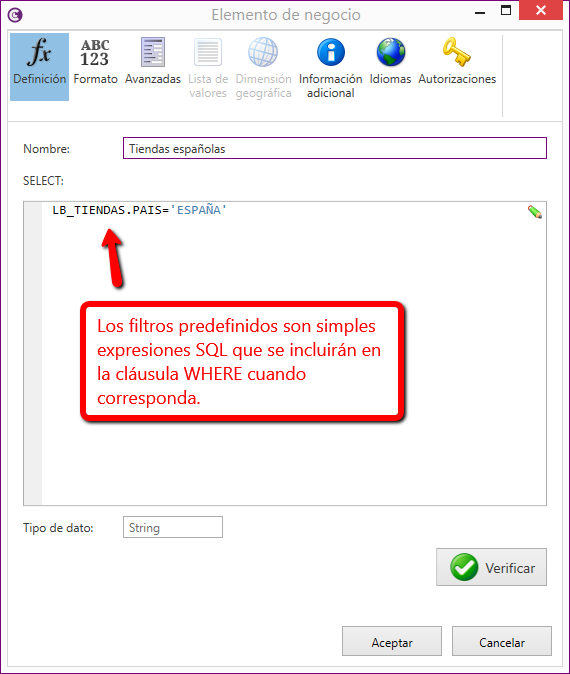 Elemento de negocio
fx
ABC
123
Definición
Formato
Avanzadas
Lista de
valores
Dimensión
geográfica
Información
adicional
Idiomas
Autorizaciones
Nombre:
Tiendas españolas
SELECT:
LB_TIENDAS.PAIS='ESPAÑA'
Los filtros predefinidos son simples
expresiones SQL que se incluirán en
la cláusula WHERE cuando
corresponda.
Tipo de dato:
String
Verificar
Aceptar
Cancelar